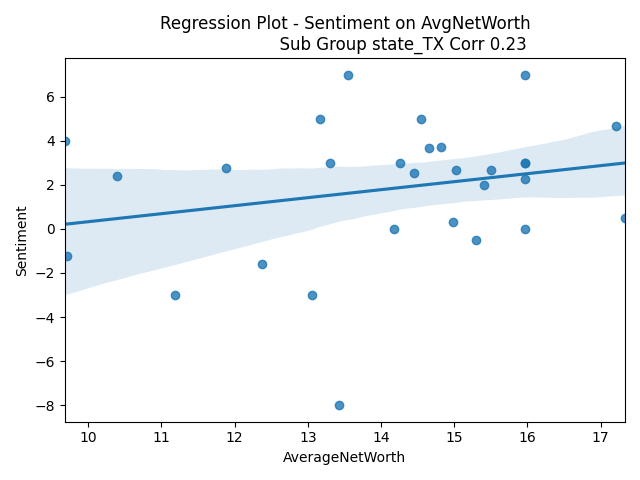 Regression Plot - Sentiment on AvgNetWorth
Sub Group state_TX Corr 0.23
6
4
2
0
−2
−4
−6
−8
Sentiment
10 11 12 13 14 15 16 17
AverageNetWorth